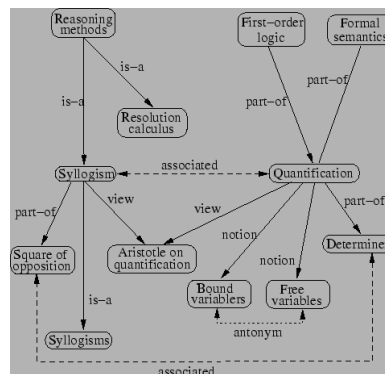 Reasoning
methods
First-order
logic
Formal
semantics
is-a
part-of
part-of
is-a
Resolution
calculus
associated
Syllogism
Quantification
part-of
view
view
part-of
notion
Square of
opposition
Aristotle on
quantification
notion
Determiner
Bound
variablers
Free
variables
is-a
antonym
Syllogisms
associated